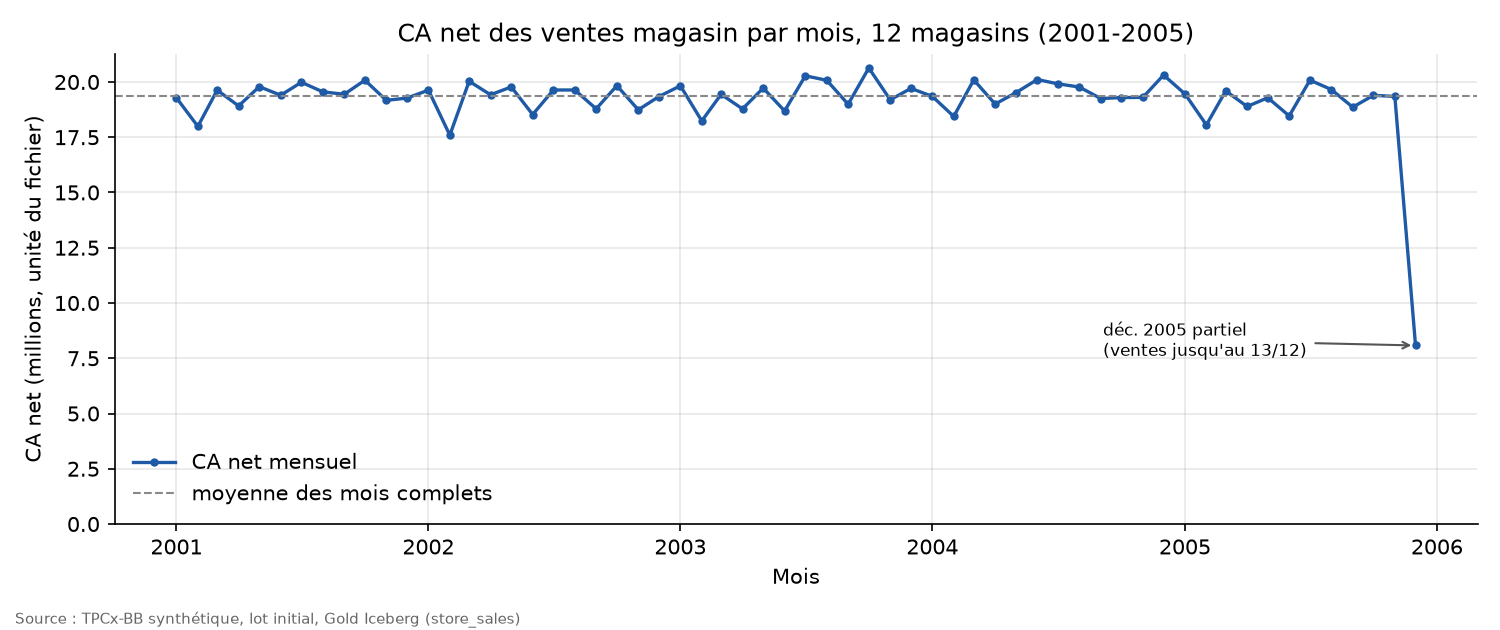 CA net des ventes magasin par mois, 12 magasins (2001-2005)
CA net (millions, unité du fichier)
20.0
17.5
15.0
12.5
10.0
7.5
5.0
2.5
0.0
déc. 2005 partiel
(ventes jusqu'au 13/12)
CA net mensuel
moyenne des mois complets
2001
2002
2003
2004
2005
2006
Mois
Source : TPCx-BB synthétique, lot initial, Gold Iceberg (store_sales)